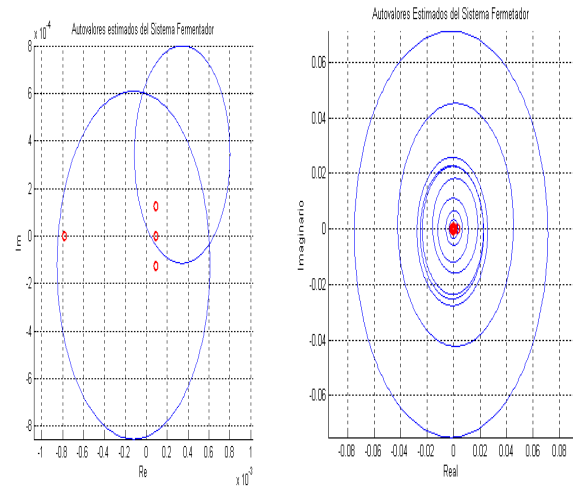 Autovalores estimados del Sistema Fermentador
x 10^-4
8
6
4
2
0
-2
-4
-6
-8
Im
-1 -0.8 -0.6 -0.4 -0.2 0 0.2 0.4 0.6 0.8 1
Re
x 10^-3
Autovalores Estimados del Sistema Fermetador
0.06
0.04
0.02
0
-0.02
-0.04
-0.06
Imaginario
-0.08 -0.06 -0.04 -0.02 0 0.02 0.04 0.06 0.08
Real